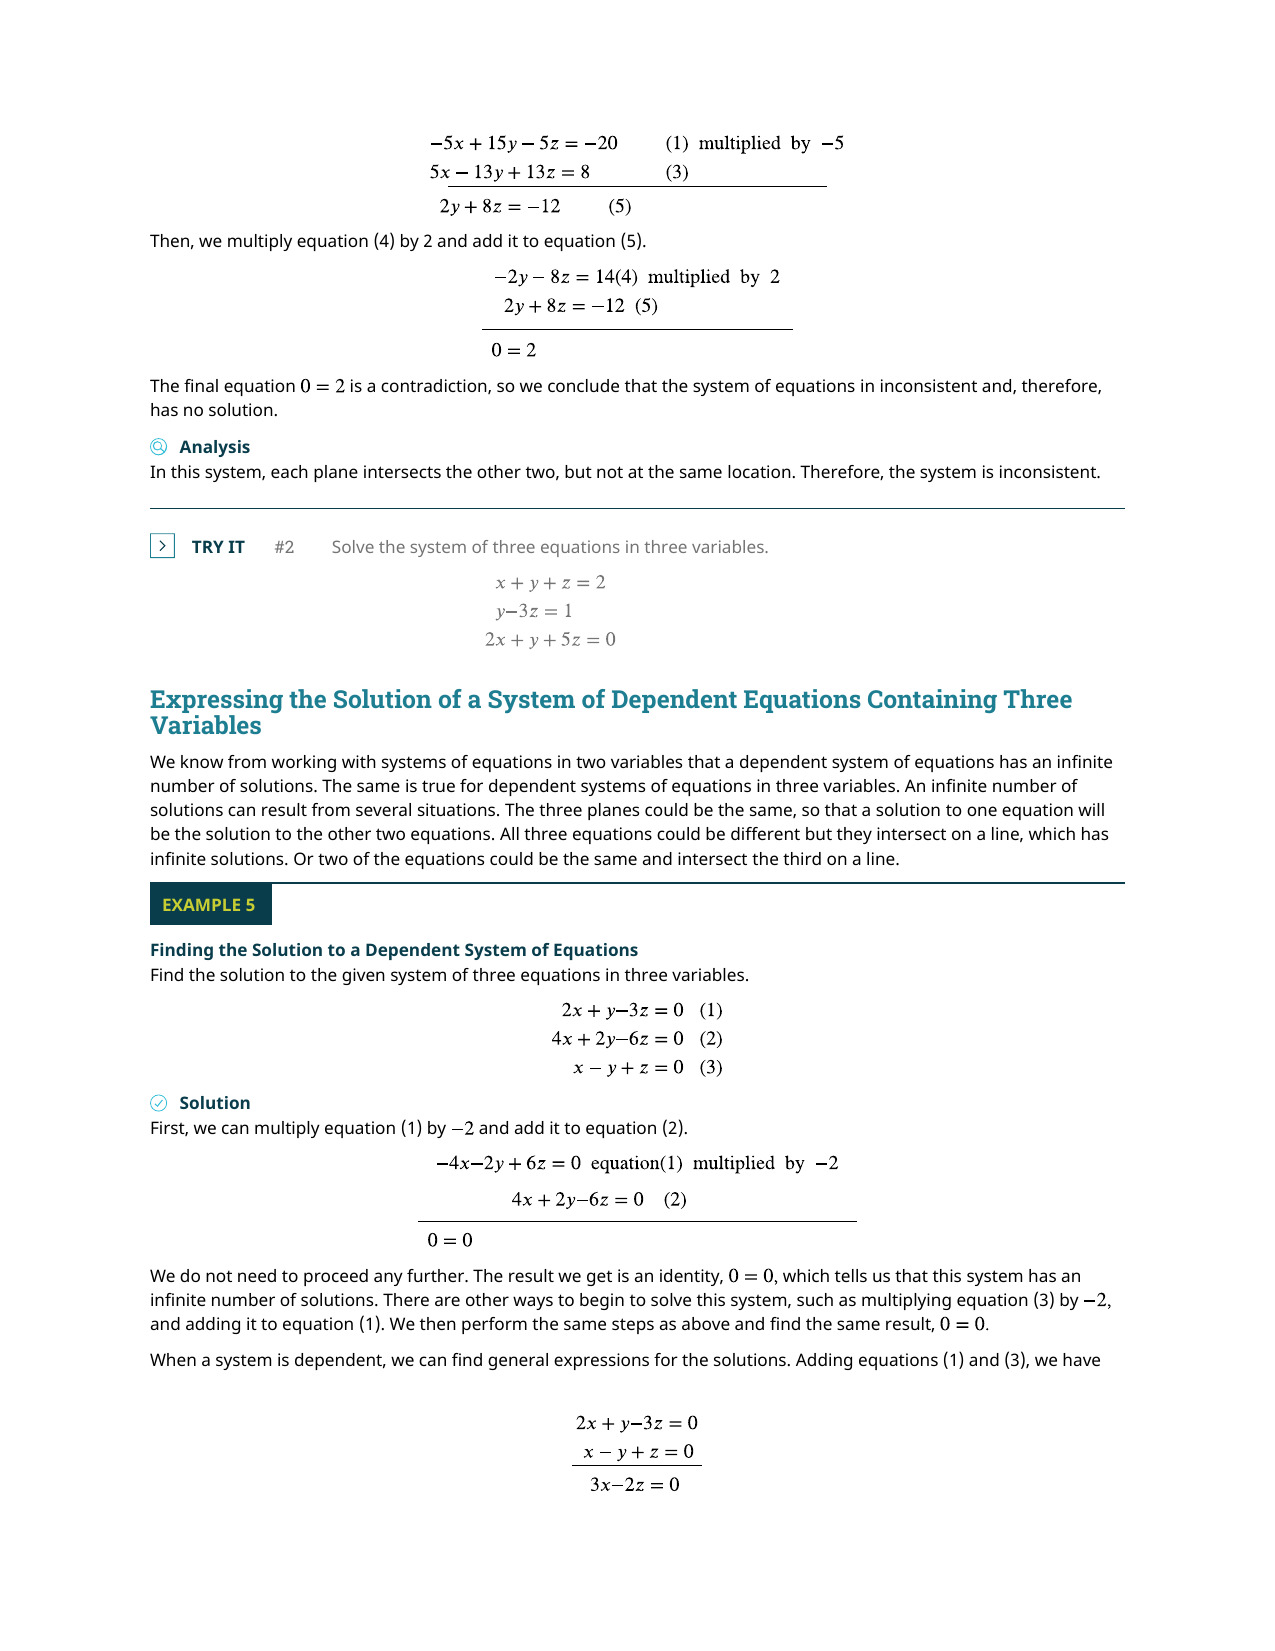 −5x + 15y − 5z = −20 (1) multiplied by −5
5x − 13y + 13z = 8 (3)
2y + 8z = −12 (5)
Then, we multiply equation (4) by 2 and add it to equation (5).
−2y − 8z = 14(4) multiplied by 2
2y + 8z = −12 (5)
0 = 2
The final equation 0 = 2 is a contradiction, so we conclude that the system of equations in inconsistent and, therefore,
has no solution.
Analysis
In this system, each plane intersects the other two, but not at the same location. Therefore, the system is inconsistent.
TRY IT #2 Solve the system of three equations in three variables.
x + y + z = 2
y−3z = 1
2x + y + 5z = 0
Expressing the Solution of a System of Dependent Equations Containing Three
Variables
We know from working with systems of equations in two variables that a dependent system of equations has an infinite
number of solutions. The same is true for dependent systems of equations in three variables. An infinite number of
solutions can result from several situations. The three planes could be the same, so that a solution to one equation will
be the solution to the other two equations. All three equations could be different but they intersect on a line, which has
infinite solutions. Or two of the equations could be the same and intersect the third on a line.
EXAMPLE 5
Finding the Solution to a Dependent System of Equations
Find the solution to the given system of three equations in three variables.
2x + y−3z = 0 (1)
4x + 2y−6z = 0 (2)
x − y + z = 0 (3)
Solution
First, we can multiply equation (1) by −2 and add it to equation (2).
−4x−2y + 6z = 0 equation(1) multiplied by −2
4x + 2y−6z = 0 (2)
0 = 0
We do not need to proceed any further. The result we get is an identity, 0 = 0, which tells us that this system has an
infinite number of solutions. There are other ways to begin to solve this system, such as multiplying equation (3) by −2,
and adding it to equation (1). We then perform the same steps as above and find the same result, 0 = 0.
When a system is dependent, we can find general expressions for the solutions. Adding equations (1) and (3), we have
2x + y−3z = 0
x − y + z = 0
3x−2z = 0